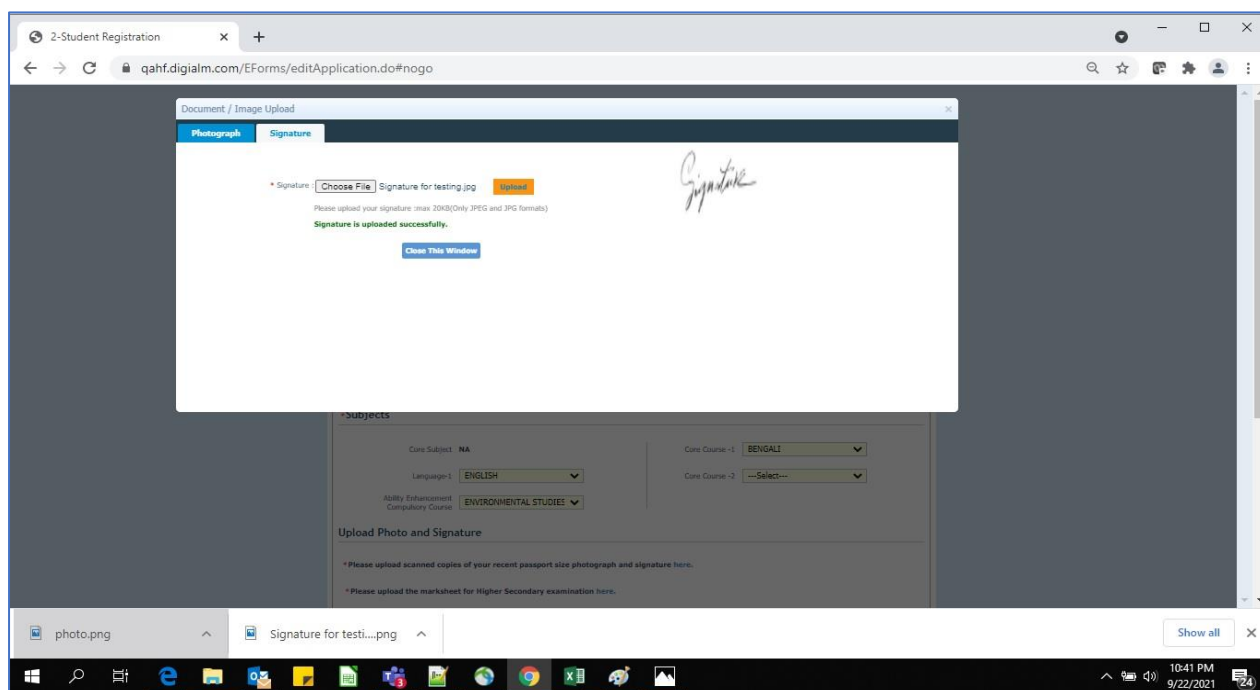 2-Student Registration
qahf.digialm.com/EForms/editApplication.do#nogo
Document / Image Upload
Photograph Signature
* Signature : Choose File Signature for testing.jpg Upload
Signature
Please upload your signature :max 20KB(Only JPEG and JPG formats)
Signature is uploaded successfully.
Close This Window
*Subjects
Core Subject NA Core Course -1 BENGALI
Language-1 ENGLISH Core Course -2 ---Select---
Ability Enhancement
Compulsory Course ENVIRONMENTAL STUDIES
Upload Photo and Signature
*Please upload scanned copies of your recent passport size photograph and signature here.
*Please upload the marksheet for Higher Secondary examination here.
photo.png Signature for testi....png Show all
10:41 PM
9/22/2021 24